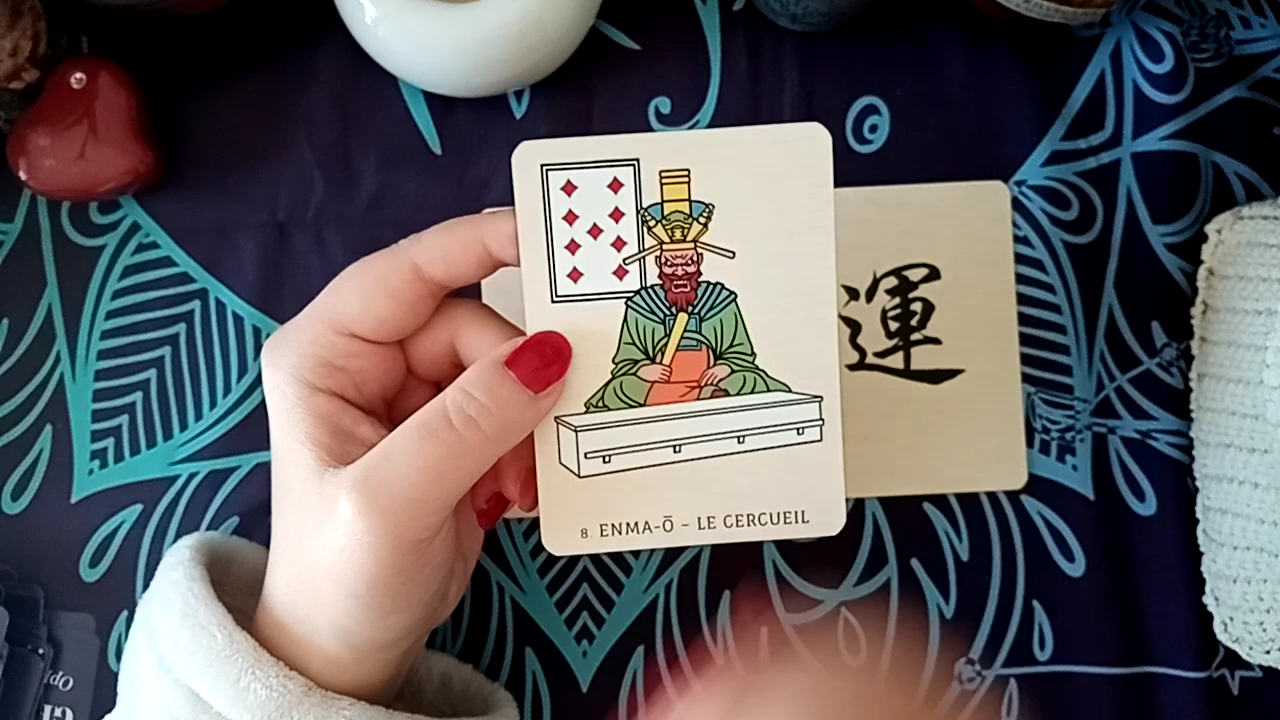 8. ENMA-Ō – LE CERCUEIL
運